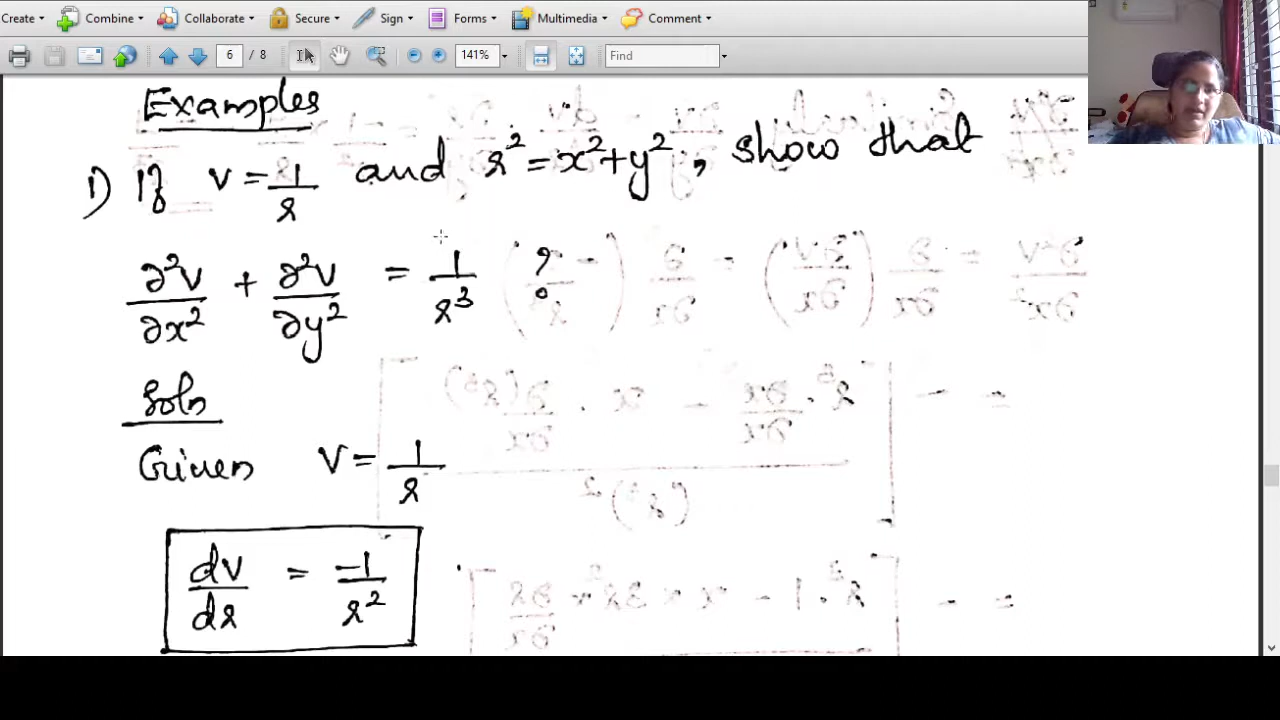 Create Combine Collaborate Secure Sign Forms Multimedia Comment
6 / 8 141% Find
Examples
1) If v = 1/r and r² = x² + y², show that
∂²v/∂x² + ∂²v/∂y² = 1/r³
Soln
Given v = 1/r
dv/dr = -1/r²